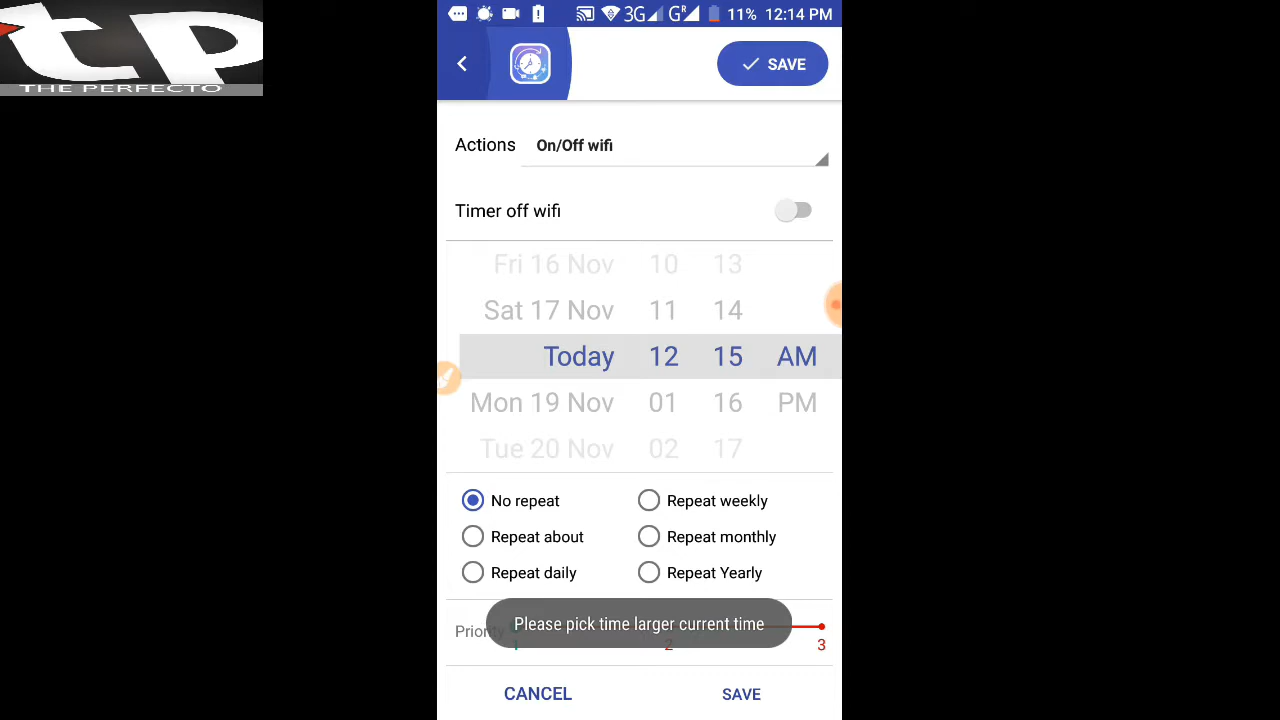 tP
THE PERFECTO
3G G R 11% 12:14 PM
SAVE
Actions On/Off wifi
Timer off wifi
Fri 16 Nov 10 13
Sat 17 Nov 11 14
Today 12 15 AM
Mon 19 Nov 01 16 PM
Tue 20 Nov 02 17
No repeat Repeat weekly
Repeat about Repeat monthly
Repeat daily Repeat Yearly
Please pick time larger current time
Priority
1 2 3
CANCEL SAVE